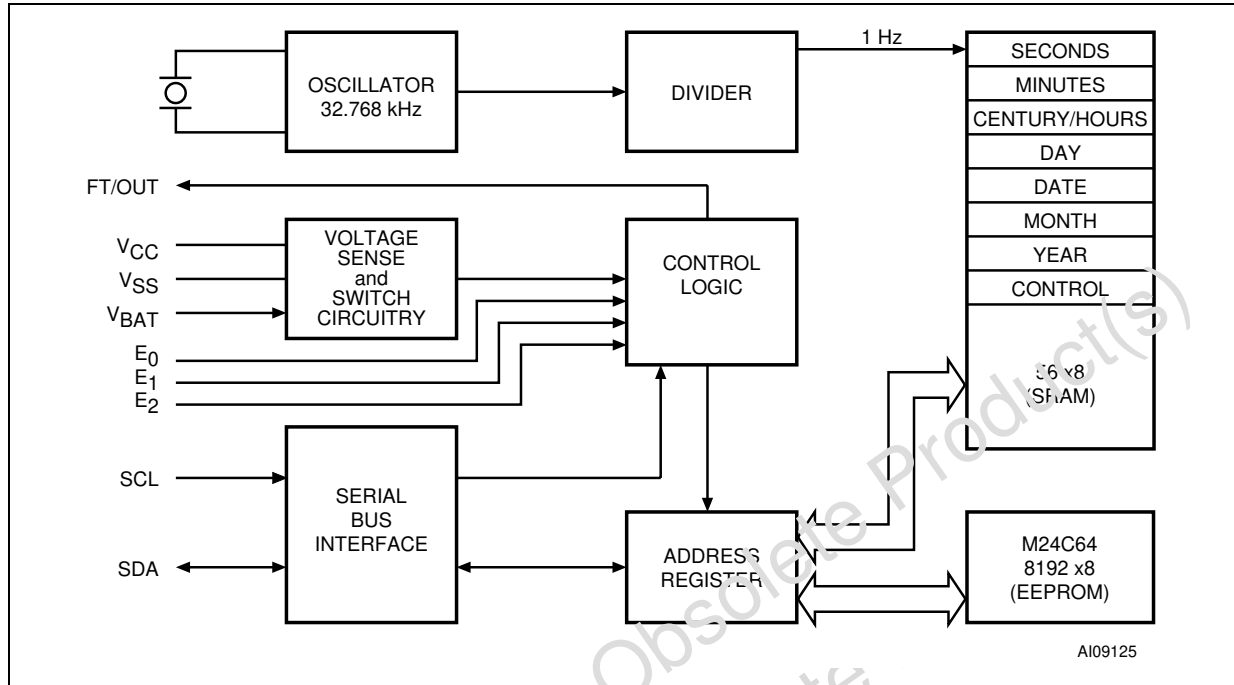 OSCILLATOR
32.768 kHz
DIVIDER
1 Hz
SECONDS
MINUTES
CENTURY/HOURS
DAY
DATE
MONTH
YEAR
CONTROL
56 x8
(SRAM)
FT/OUT
VCC
VSS
VBAT
VOLTAGE
SENSE
and
SWITCH
CIRCUITRY
CONTROL
LOGIC
E0
E1
E2
SCL
SDA
SERIAL
BUS
INTERFACE
ADDRESS
REGISTER
M24C64
8192 x8
(EEPROM)
AI09125
Obsolete Product(s)